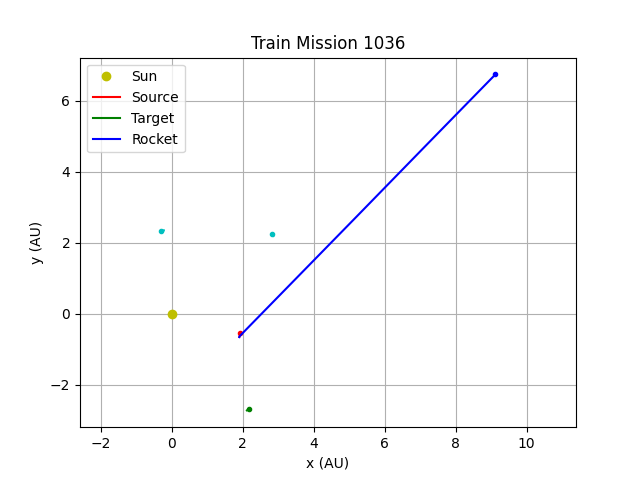 Train Mission 1036
Sun
Source
Target
Rocket
6
4
2
0
−2
y (AU)
−2 0 2 4 6 8 10
x (AU)